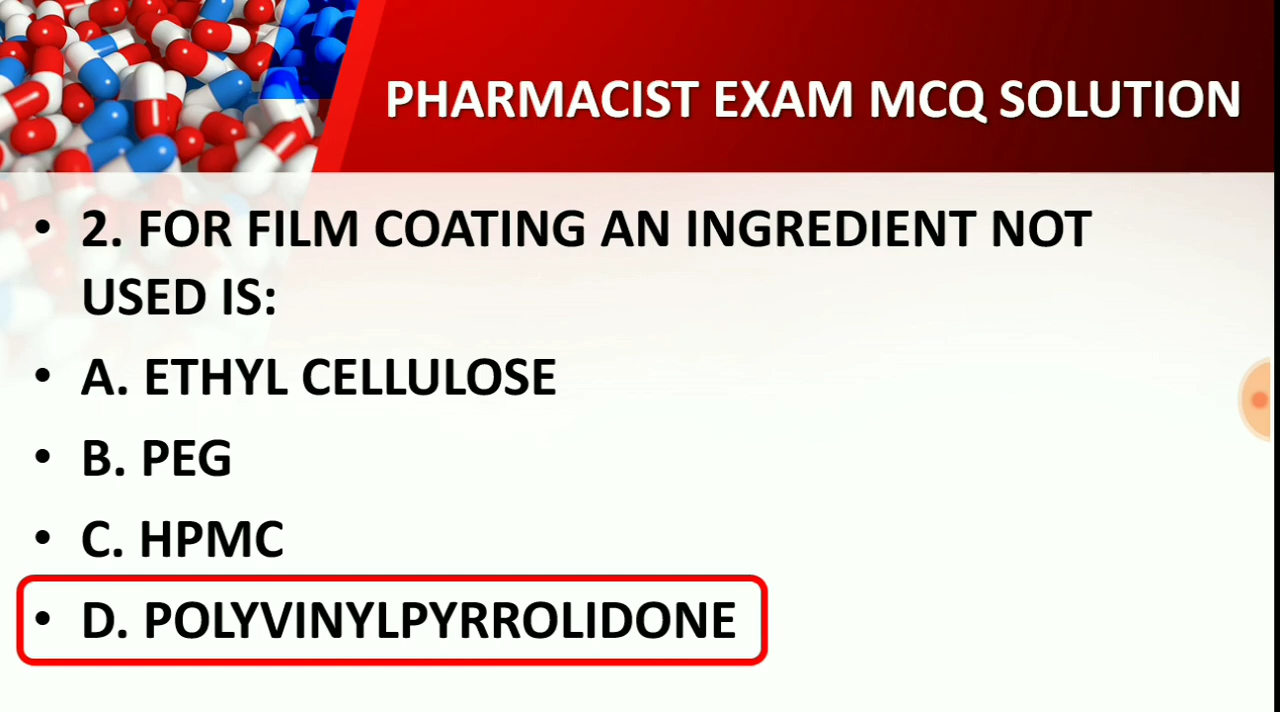 PHARMACIST EXAM MCQ SOLUTION
• 2. FOR FILM COATING AN INGREDIENT NOT
USED IS:
• A. ETHYL CELLULOSE
• B. PEG
• C. HPMC
• D. POLYVINYLPYRROLIDONE